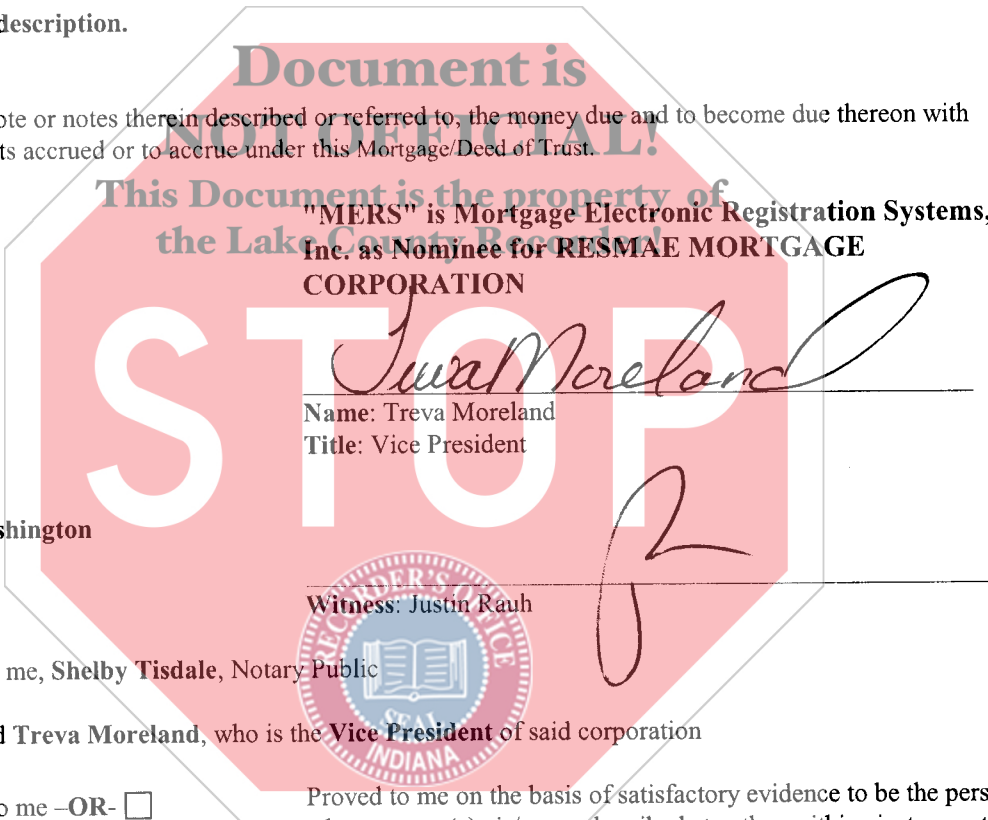 description.
Document is
NOT OFFICIAL!
ote or notes therein described or referred to, the money due and to become due thereon with
ts accrued or to accrue under this Mortgage/Deed of Trust.
This Document is the property of
the Lake County Recorder!
"MERS" is Mortgage Electronic Registration Systems,
Inc. as Nominee for RESMAE MORTGAGE
CORPORATION
STOP
Treva Moreland
Name: Treva Moreland
Title: Vice President
shington
Witness: Justin Rauh
RECORDER'S OFFICE
SEAL
INDIANA
me, Shelby Tisdale, Notary Public
d Treva Moreland, who is the Vice President of said corporation
o me –OR- ☐
Proved to me on the basis of satisfactory evidence to be the pers